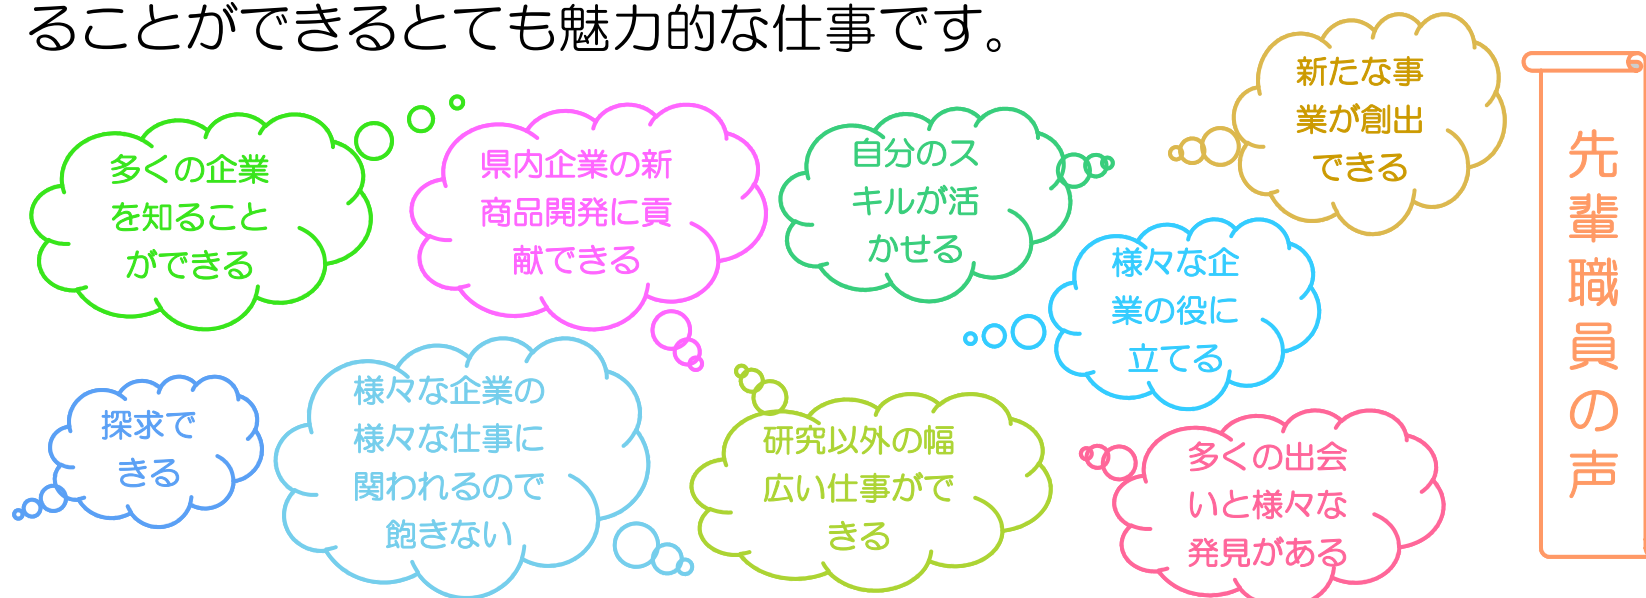 ることができるとても魅力的な仕事です。
先輩職員の声
多くの企業
を知ること
ができる
県内企業の新
商品開発に貢
献できる
自分のス
キルが活
かせる
新たな事
業が創出
できる
様々な企
業の役に
立てる
探求で
きる
様々な企業の
様々な仕事に
関われるので
飽きない
研究以外の幅
広い仕事がで
きる
多くの出会
いと様々な
発見がある